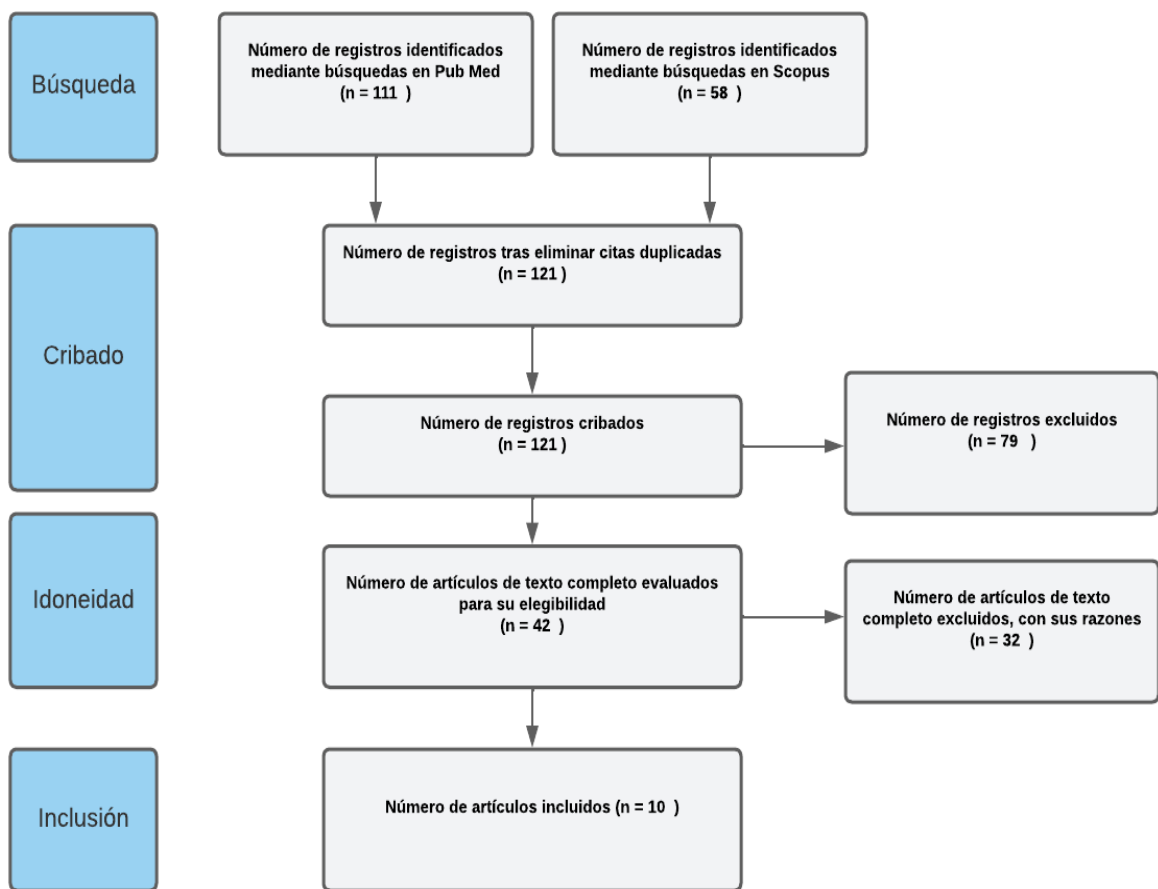 Búsqueda
Número de registros identificados
mediante búsquedas en Pub Med
(n = 111 )
Número de registros identificados
mediante búsquedas en Scopus
(n = 58 )
Cribado
Número de registros tras eliminar citas duplicadas
(n = 121 )
Número de registros cribados
(n = 121 )
Número de registros excluidos
(n = 79 )
Idoneidad
Número de artículos de texto completo evaluados
para su elegibilidad
(n = 42 )
Número de artículos de texto
completo excluidos, con sus razones
(n = 32 )
Inclusión
Número de artículos incluidos (n = 10 )